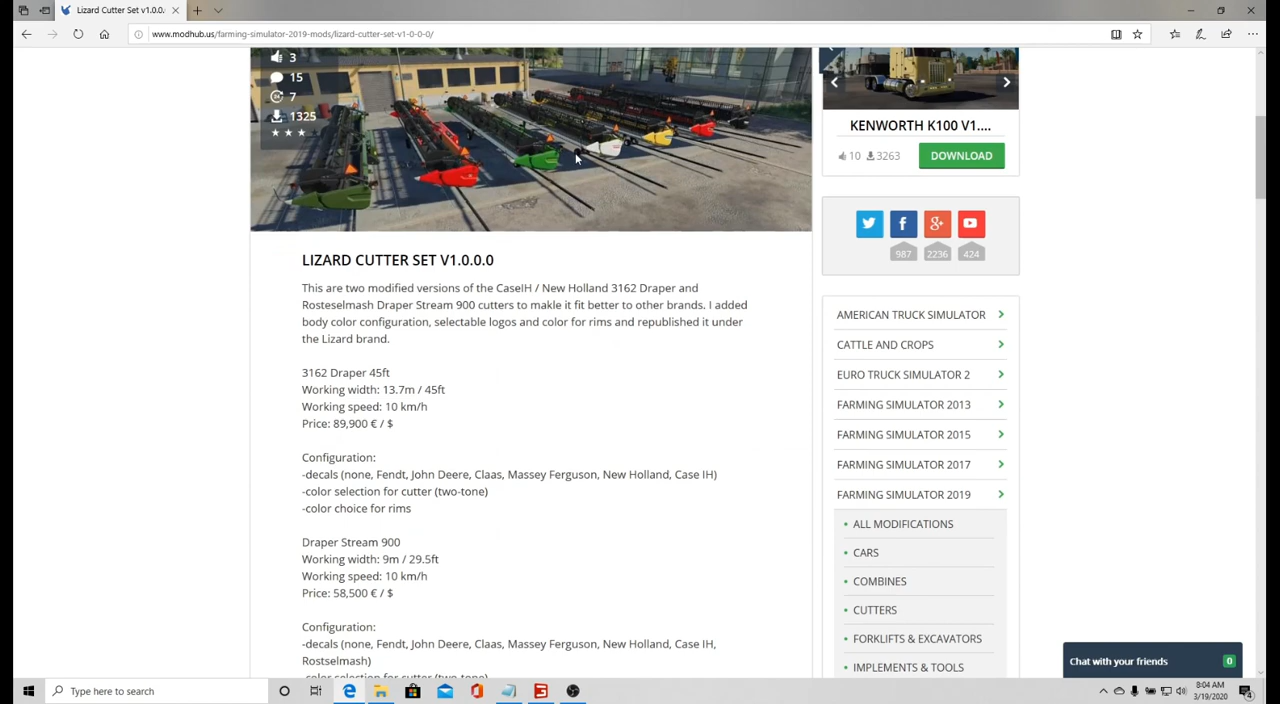 Lizard Cutter Set v1.0.0.
www.modhub.us/farming-simulator-2019-mods/lizard-cutter-set-v1-0-0-0/
3
15
7
1325
KENWORTH K100 V1....
10 3263 DOWNLOAD
987 2236 424
LIZARD CUTTER SET V1.0.0.0
This are two modified versions of the CaseIH / New Holland 3162 Draper and
Rosteselmash Draper Stream 900 cutters to make it fit better to other brands. I added
body color configuration, selectable logos and color for rims and republished it under
the Lizard brand.
3162 Draper 45ft
Working width: 13.7m / 45ft
Working speed: 10 km/h
Price: 89,900 € / $
Configuration:
-decals (none, Fendt, John Deere, Claas, Massey Ferguson, New Holland, Case IH)
-color selection for cutter (two-tone)
-color choice for rims
Draper Stream 900
Working width: 9m / 29.5ft
Working speed: 10 km/h
Price: 58,500 € / $
Configuration:
-decals (none, Fendt, John Deere, Claas, Massey Ferguson, New Holland, Case IH,
Rostselmash)
-color selection for cutter (two-tone)
AMERICAN TRUCK SIMULATOR
CATTLE AND CROPS
EURO TRUCK SIMULATOR 2
FARMING SIMULATOR 2013
FARMING SIMULATOR 2015
FARMING SIMULATOR 2017
FARMING SIMULATOR 2019
ALL MODIFICATIONS
CARS
COMBINES
CUTTERS
FORKLIFTS & EXCAVATORS
IMPLEMENTS & TOOLS
Chat with your friends 0
Type here to search
9:04 AM
3/19/2020
4